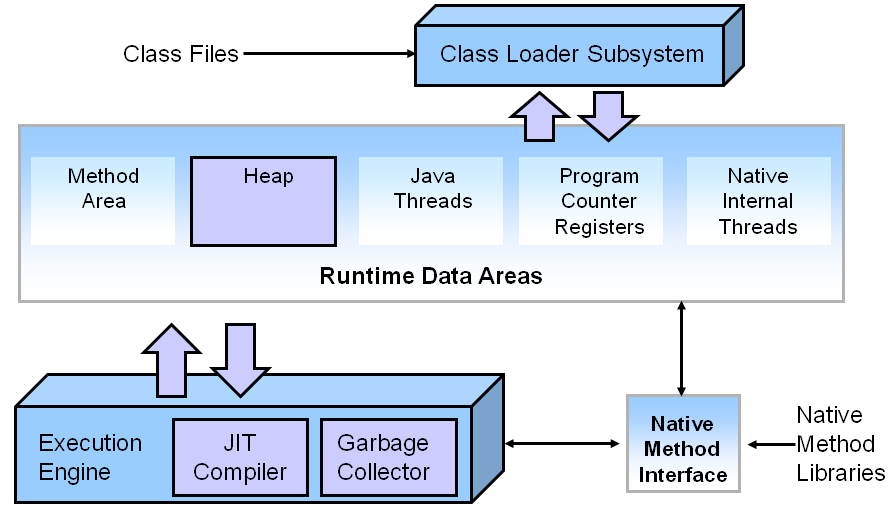 Class Files
Class Loader Subsystem
Method
Area
Heap
Java
Threads
Program
Counter
Registers
Native
Internal
Threads
Runtime Data Areas
Execution
Engine
JIT
Compiler
Garbage
Collector
Native
Method
Interface
Native
Method
Libraries